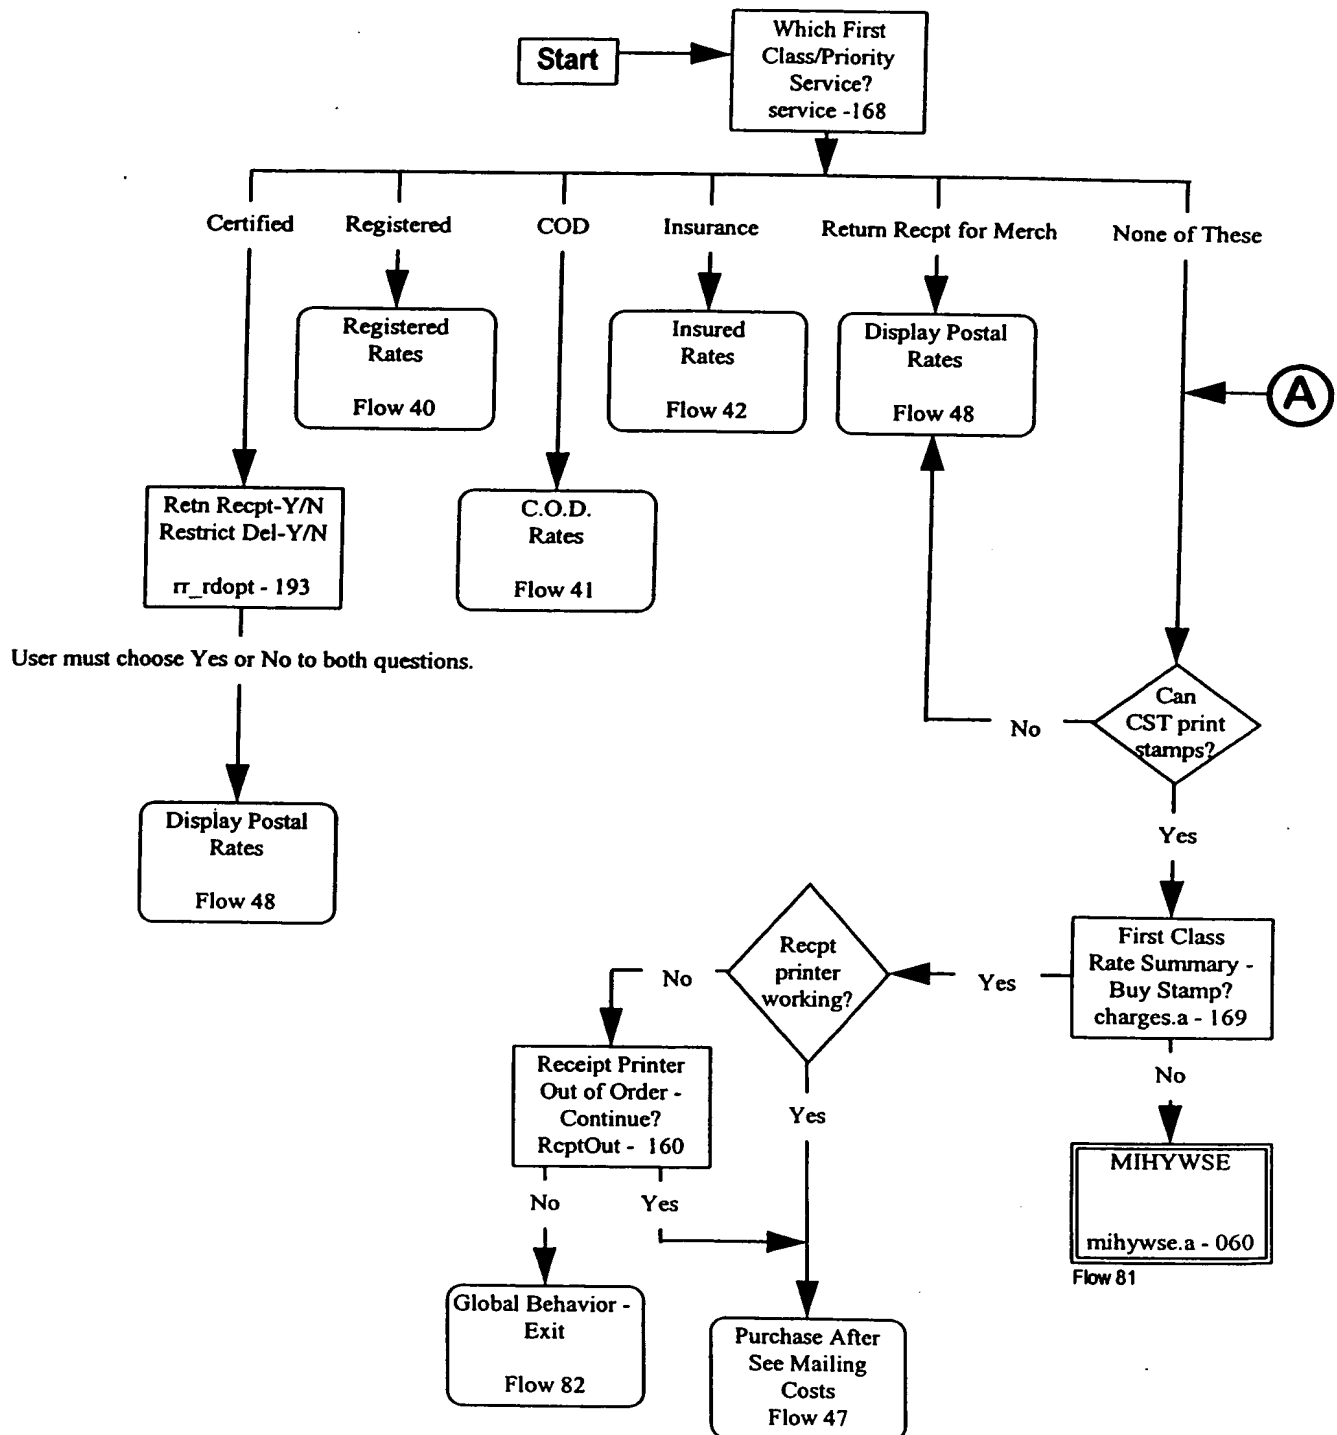 Start
Which First
Class/Priority
Service?
service -168
Certified
Registered
COD
Insurance
Return Recpt for Merch
None of These
Registered
Rates
Flow 40
Insured
Rates
Flow 42
Display Postal
Rates
Flow 48
A
Retn Recpt-Y/N
Restrict Del-Y/N
rr_rdopt - 193
C.O.D.
Rates
Flow 41
User must choose Yes or No to both questions.
Can
CST print
stamps?
No
Yes
Display Postal
Rates
Flow 48
First Class
Rate Summary -
Buy Stamp?
charges.a - 169
Yes
No
Recpt
printer
working?
No
Yes
Receipt Printer
Out of Order -
Continue?
RcptOut - 160
No
Yes
MIHYWSE
mihywse.a - 060
Flow 81
Global Behavior -
Exit
Flow 82
Purchase After
See Mailing
Costs
Flow 47